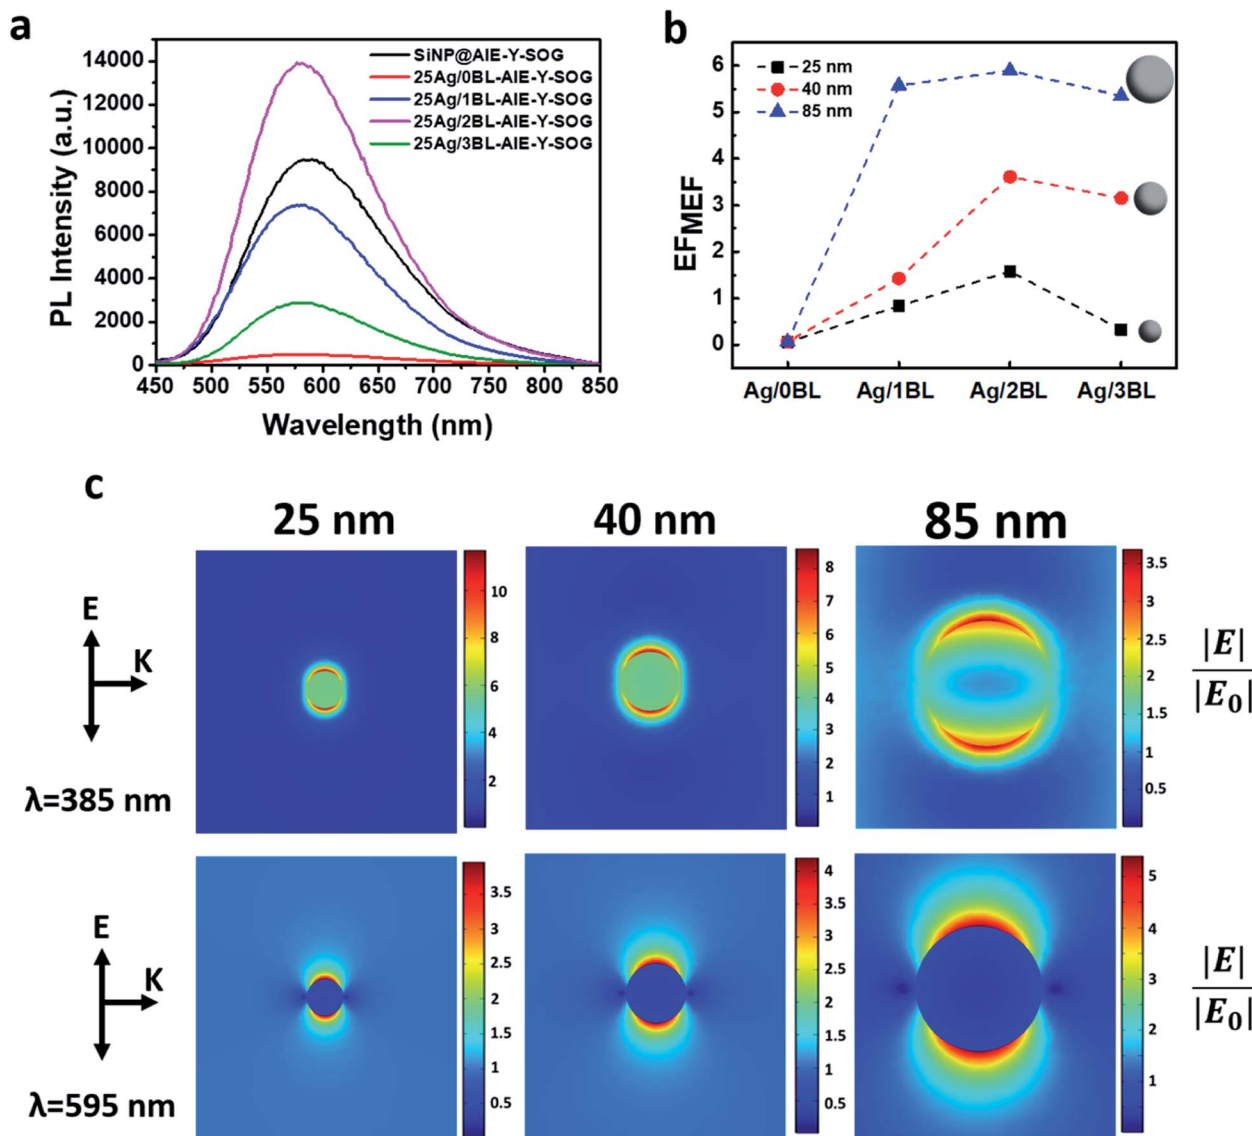 a
14000
12000
10000
8000
6000
4000
2000
0
PL Intensity (a.u.)
SiNP@AIE-Y-SOG
25Ag/0BL-AIE-Y-SOG
25Ag/1BL-AIE-Y-SOG
25Ag/2BL-AIE-Y-SOG
25Ag/3BL-AIE-Y-SOG
450 500 550 600 650 700 750 800 850
Wavelength (nm)
b
6
5
4
3
2
1
0
EFMEF
25 nm
40 nm
85 nm
Ag/0BL Ag/1BL Ag/2BL Ag/3BL
c
25 nm 40 nm 85 nm
E
K
λ=385 nm
10
8
6
4
2
8
7
6
5
4
3
2
1
3.5
3
2.5
2
1.5
1
0.5
|E|
|E₀|
E
K
λ=595 nm
3.5
3
2.5
2
1.5
1
0.5
4
3.5
3
2.5
2
1.5
1
0.5
5
4
3
2
1
|E|
|E₀|